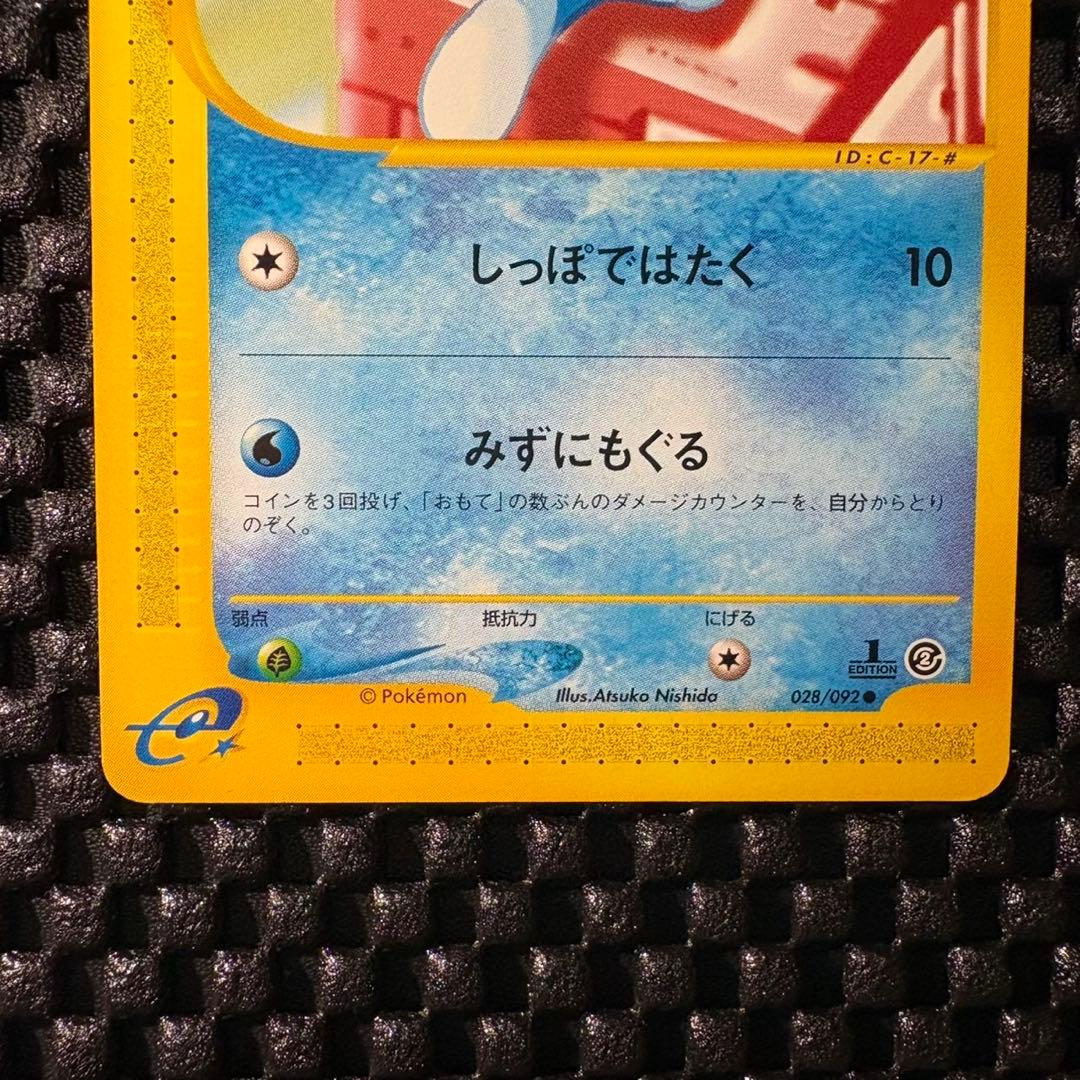 ID:C-17-#
しっぽではたく 10
みずにもぐる
コインを3回投げ、「おもて」の数ぶんのダメージカウンターを、自分からとり
のぞく。
弱点 抵抗力 にげる
1 EDITION 2
© Pokémon Illus.Atsuko Nishida 028/092 ●
e